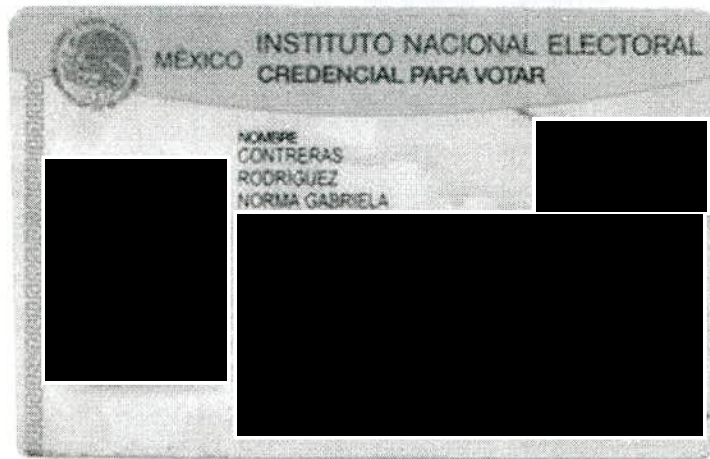 MÉXICO
INSTITUTO NACIONAL ELECTORAL
CREDENCIAL PARA VOTAR
NOMBRE
CONTRERAS
RODRIGUEZ
NORMA GABRIELA